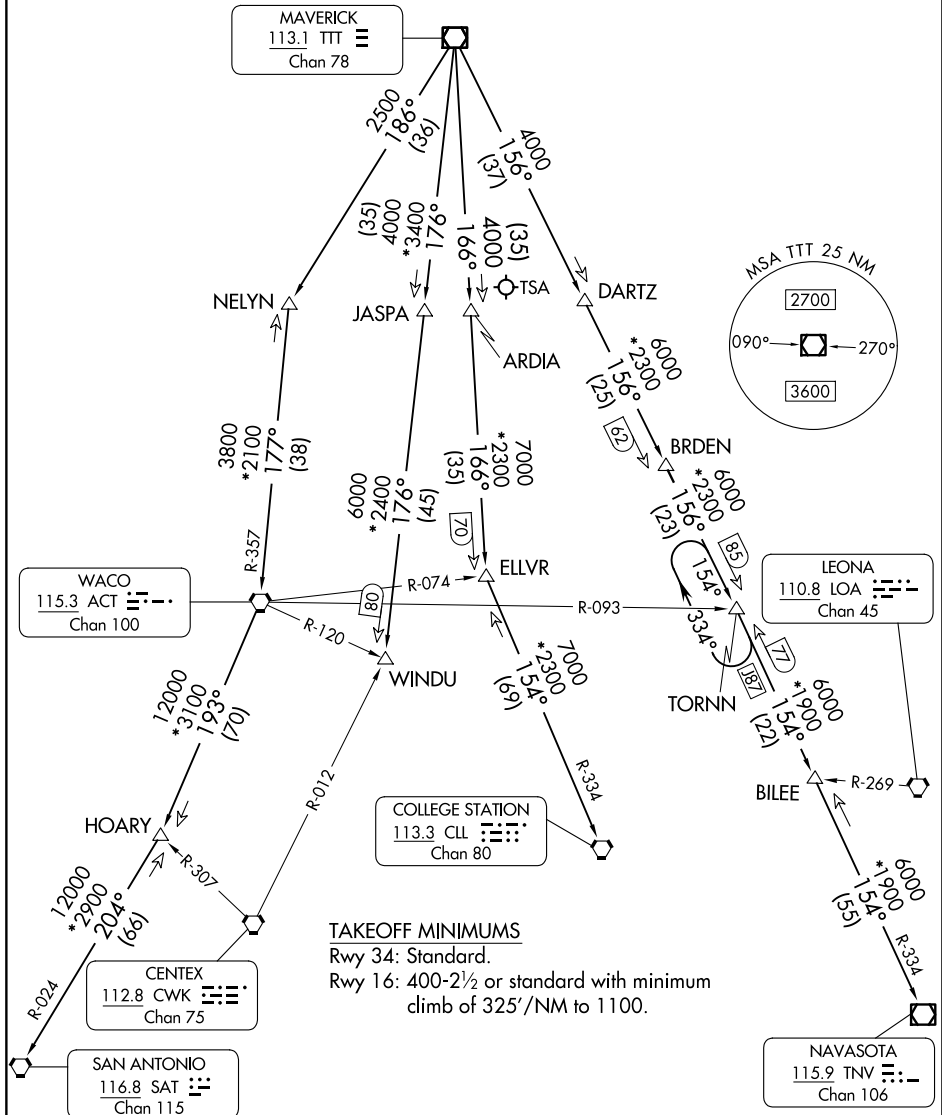 MAVERICK
113.1 TTT
Chan 78
2500
186°
(36)
(35)
4000
*3400
176°
(35)
4000
166°
4000
156°
(37)
TSA
NELYN
JASPA
ARDIA
DARTZ
MSA TTT 25 NM
2700
090°
270°
3600
3800
*2100
177°
(38)
6000
*2400
176°
(45)
7000
*2300
166°
(35)
6000
*2300
156°
(25)
62
BRDEN
6000
*2300
156°
(23)
85
70
80
R-357
WACO
115.3 ACT
Chan 100
R-074
ELLVR
R-093
R-120
WINDU
154°
334°
J87
77
TORNN
LEONA
110.8 LOA
Chan 45
12000
*3100
193°
(70)
7000
*2300
154°
(69)
6000
*1900
154°
(22)
R-012
R-334
BILEE
R-269
HOARY
R-307
COLLEGE STATION
113.3 CLL
Chan 80
12000
*2900
204°
(66)
R-024
6000
*1900
154°
(55)
R-334
CENTEX
112.8 CWK
Chan 75
TAKEOFF MINIMUMS
Rwy 34: Standard.
Rwy 16: 400-2½ or standard with minimum
climb of 325'/NM to 1100.
SAN ANTONIO
116.8 SAT
Chan 115
NAVASOTA
115.9 TNV
Chan 106